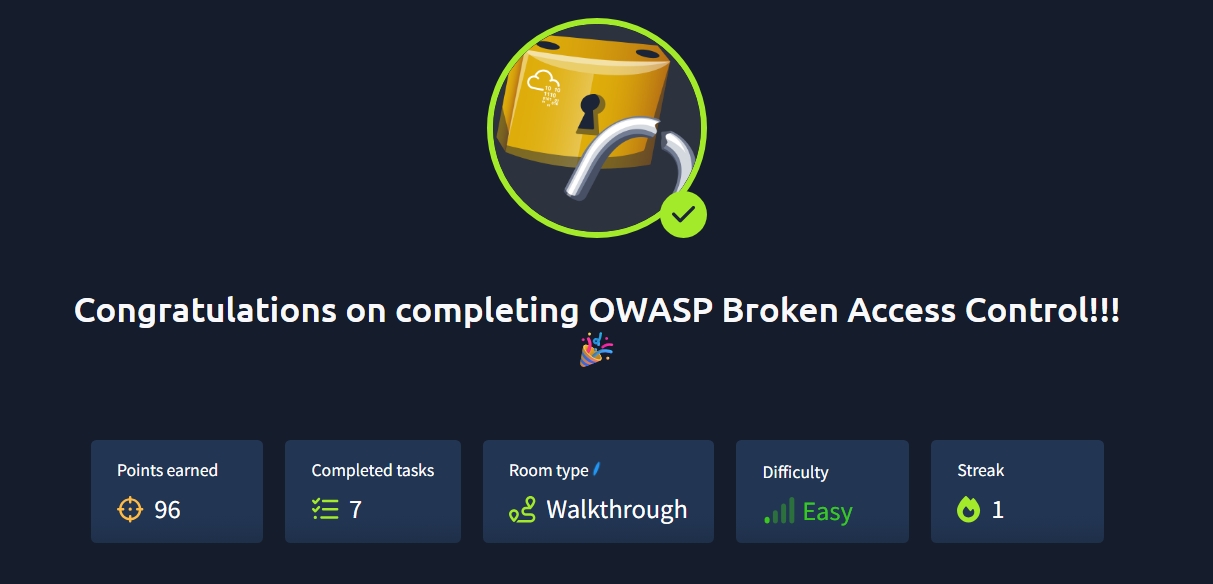 Congratulations on completing OWASP Broken Access Control!!!
🎉
Points earned
96
Completed tasks
7
Room type
Walkthrough
Difficulty
Easy
Streak
1